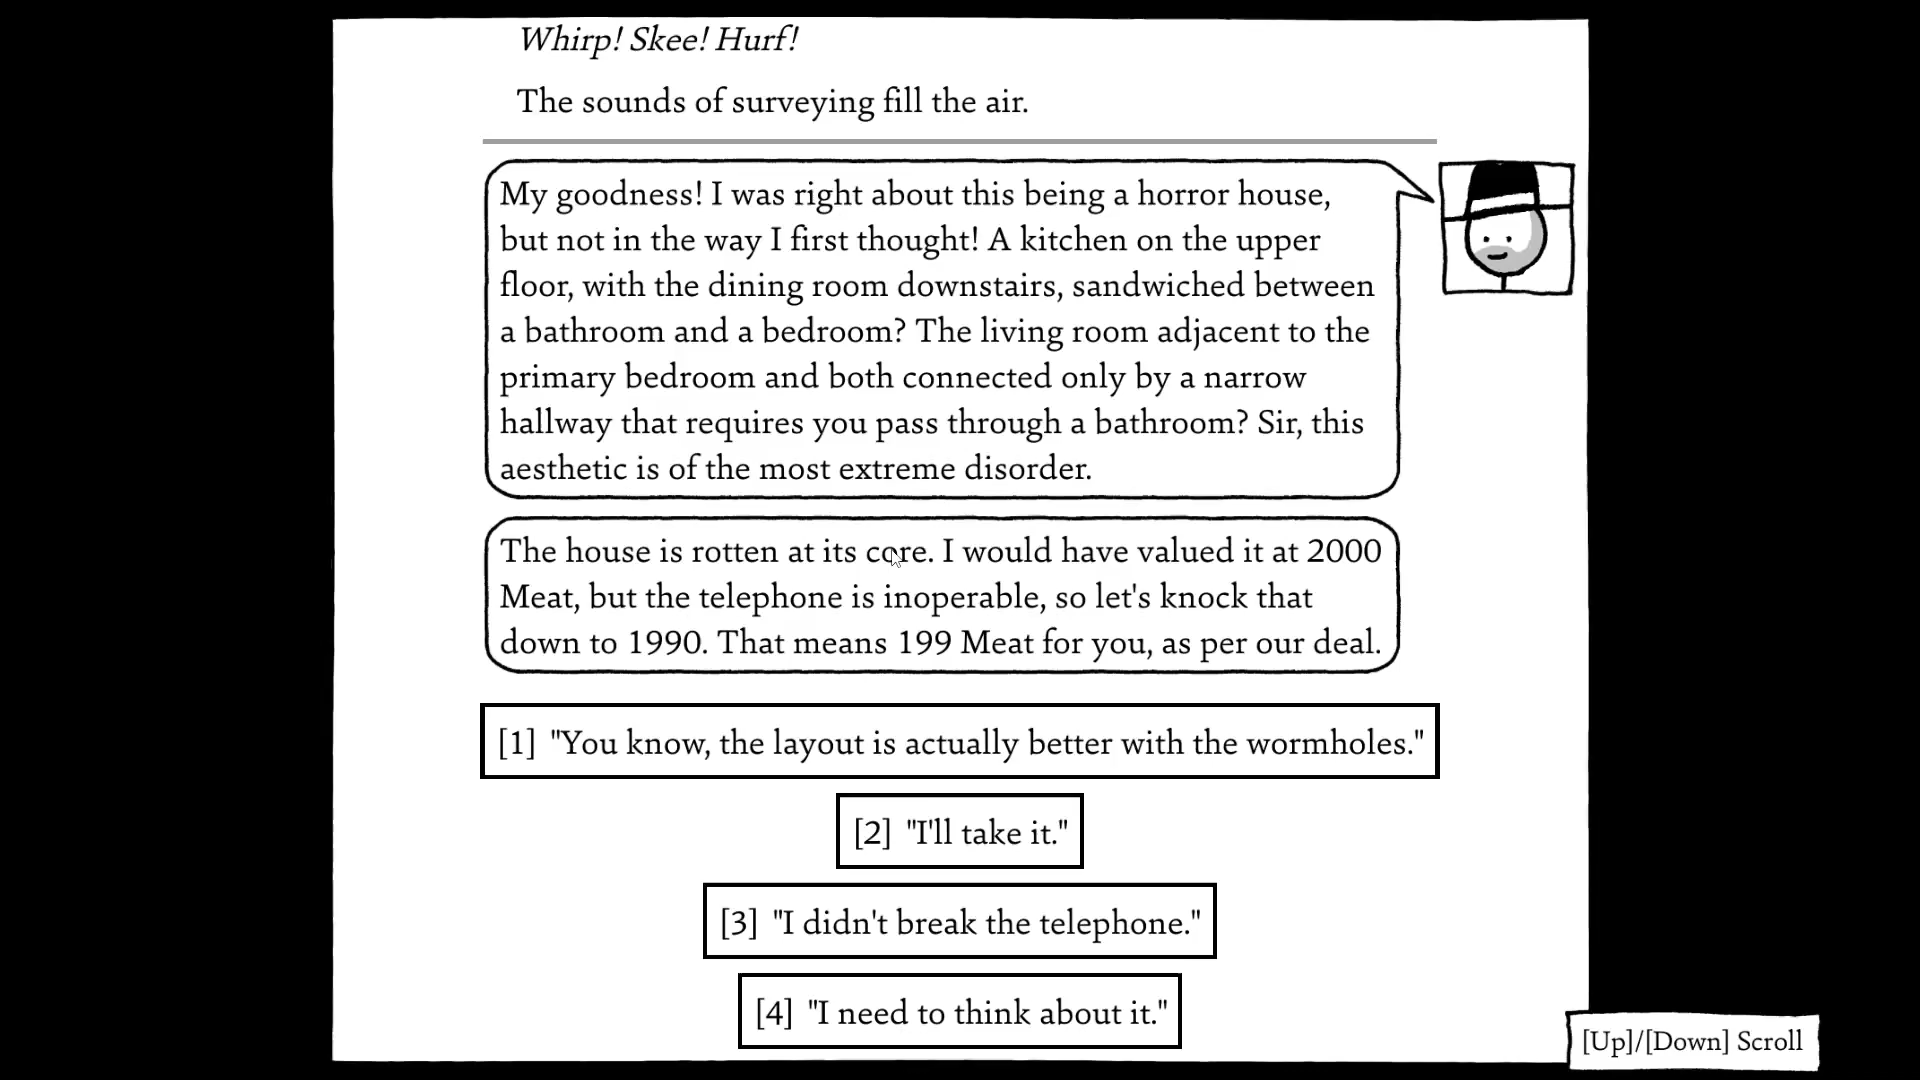 Whirp! Skee! Hurf!
The sounds of surveying fill the air.
My goodness! I was right about this being a horror house,
but not in the way I first thought! A kitchen on the upper
floor, with the dining room downstairs, sandwiched between
a bathroom and a bedroom? The living room adjacent to the
primary bedroom and both connected only by a narrow
hallway that requires you pass through a bathroom? Sir, this
aesthetic is of the most extreme disorder.
The house is rotten at its core. I would have valued it at 2000
Meat, but the telephone is inoperable, so let's knock that
down to 1990. That means 199 Meat for you, as per our deal.
[1] "You know, the layout is actually better with the wormholes."
[2] "I'll take it."
[3] "I didn't break the telephone."
[4] "I need to think about it."
[Up]/[Down] Scroll